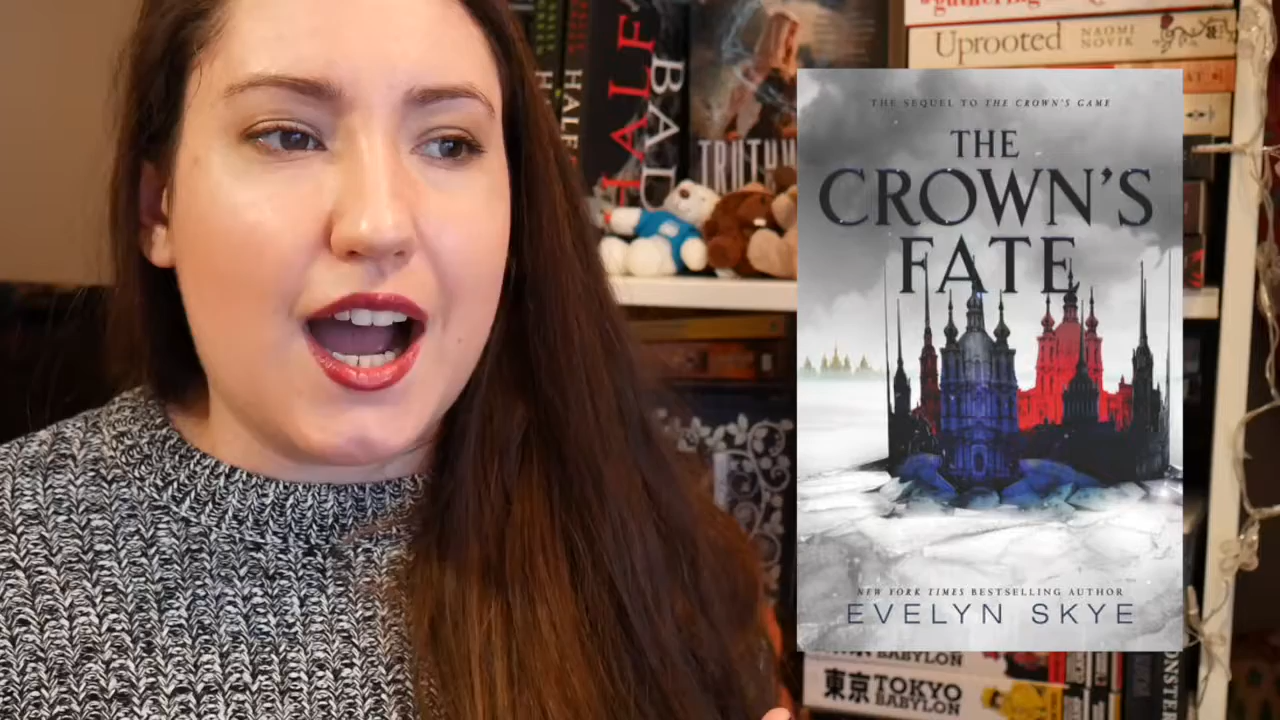 HALF
HALF
BAD
TRUTHW
Uprooted
NAOMI
NOVIK
THE SEQUEL TO THE CROWN'S GAME
THE
CROWN'S
FATE
NEW YORK TIMES BESTSELLING AUTHOR
EVELYN SKYE
BABYLON
東京 TOKYO
BABYLON